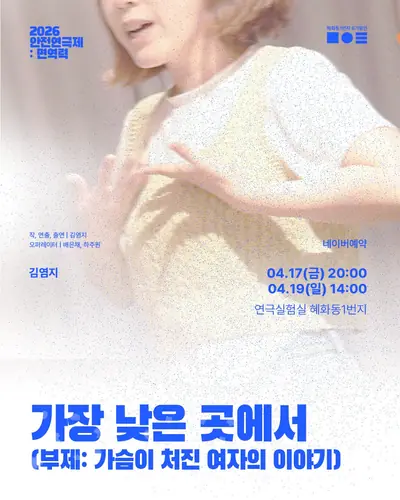 2026
안전연극제
: 면역력
작, 연출, 출연 | 김염지
오퍼레이터 | 배은혜, 하주원
네이버예약
김염지
04.17(금) 20:00
04.19(일) 14:00
연극실험실 혜화동1번지
가장 낮은 곳에서
(부제: 가슴이 처진 여자의 이야기)